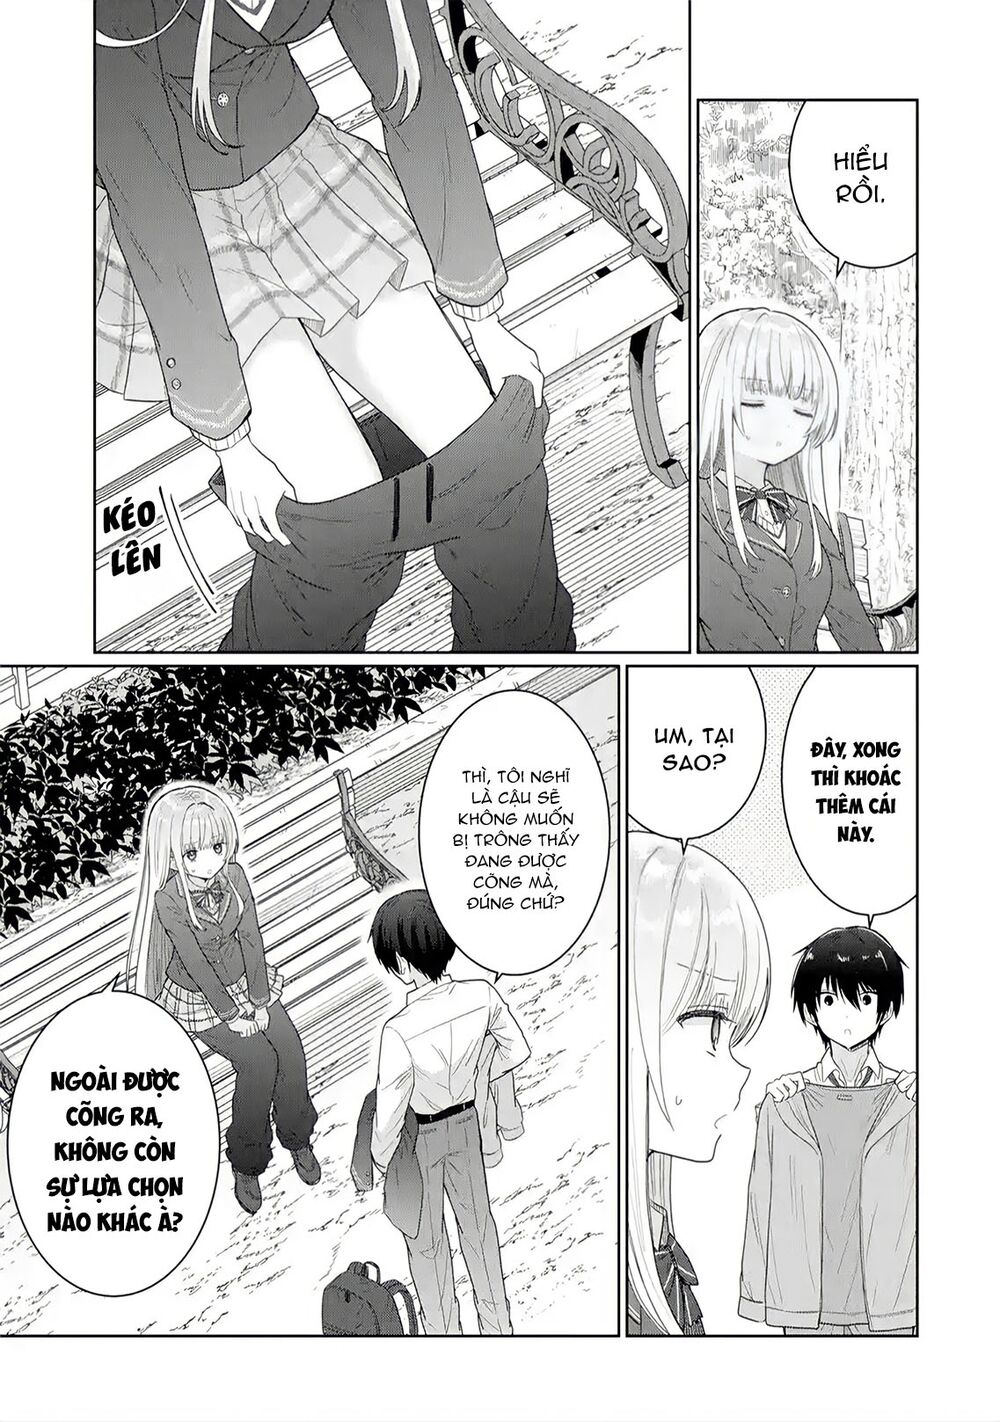 HIỂU
RỒI.
KÉO
LÊN
ĐÂY, XONG
THÌ KHOÁC
THÊM CÁI
NÀY.
UM, TẠI
SAO?
THÌ, TÔI NGHĨ
LÀ CẬU SẼ
KHÔNG MUỐN
BỊ TRÔNG THẤY
ĐANG ĐƯỢC
CÕNG MÀ,
ĐÚNG CHỨ?
NGOÀI ĐƯỢC
CÕNG RA,
KHÔNG CÒN
SỰ LỰA CHỌN
NÀO KHÁC À?